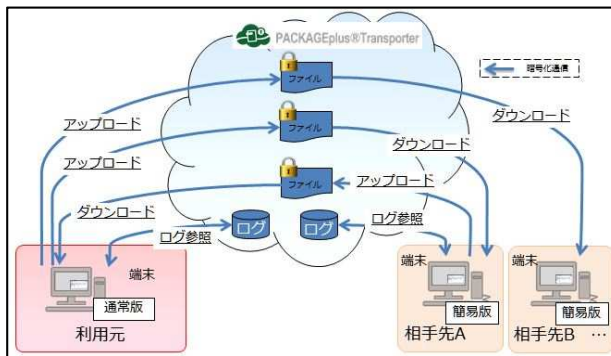 PACKAGEplus®Transporter
暗号化通信
ファイル
アップロード
ダウンロード
ファイル
アップロード
ダウンロード
ファイル
アップロード
ダウンロード
ログ
ログ
ログ参照
ログ参照
端末
通常版
利用元
端末
簡易版
相手先A
端末
簡易版
相手先B …